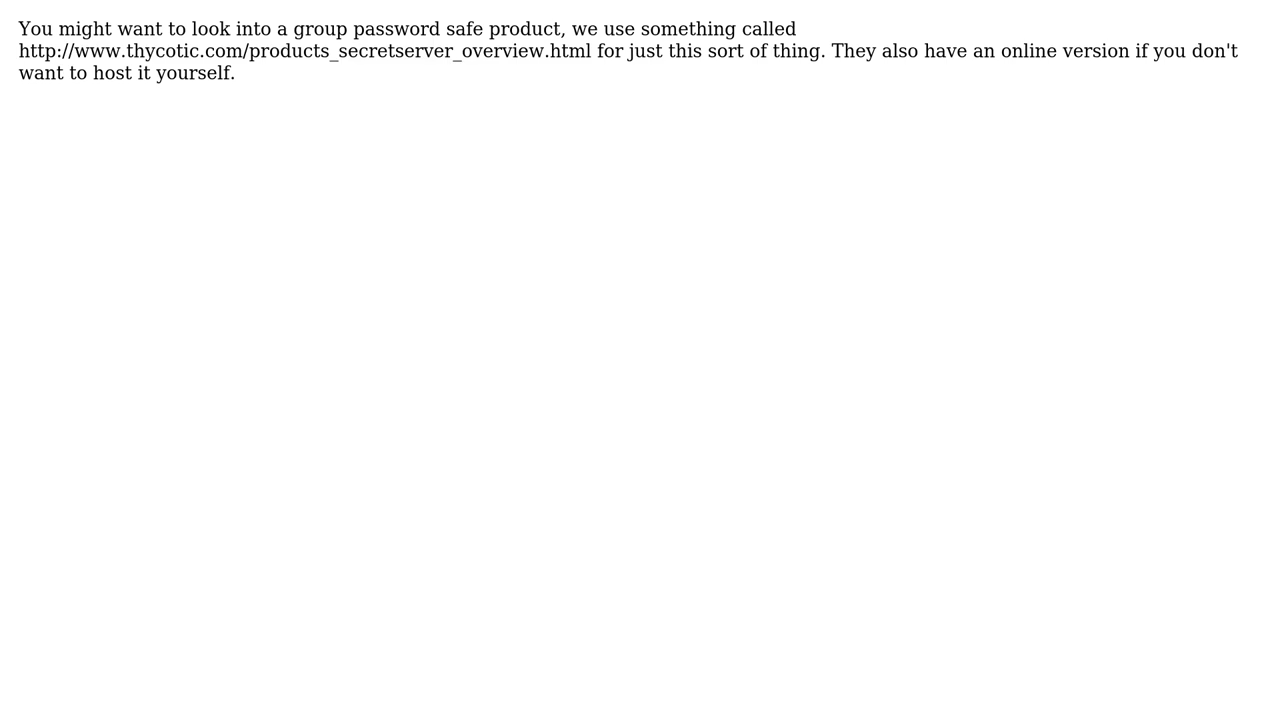 You might want to look into a group password safe product, we use something called
http://www.thycotic.com/products_secretserver_overview.html for just this sort of thing. They also have an online version if you don't
want to host it yourself.